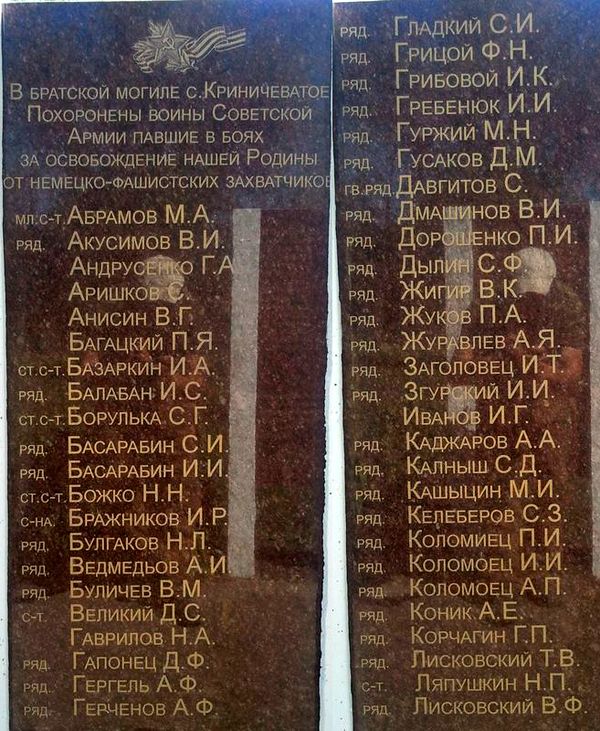 В братской могиле с.Криничеватое
Похоронены воины Советской
Армии павшие в боях
за освобождение нашей Родины
от немецко-фашистских захватчиков
мл.с-т. Абрамов М.А.
ряд. Акусимов В.И.
Андрусенко Г.А
Аришков С.
Анисин В.Г.
Багацкий П.Я.
ст.с-т. Базаркин И.А.
ряд. Балабан И.С.
ст.с-т. Борулька С.Г.
ряд. Басарабин С.И.
ряд. Басарабин И.И.
ст.с-т. Божко Н.Н.
с-на. Бражников И.Р.
ряд. Булгаков Н.Л.
ряд. Ведмедьов А.И.
ряд. Буличев В.М.
с-т. Великий Д.С.
Гаврилов Н.А.
ряд. Гапонец Д.Ф.
ряд. Гергель А.Ф.
ряд. Герченов А.Ф.
ряд. Гладкий С.И.
ряд. Грицой Ф.Н.
ряд. Грибовой И.К.
ряд. Гребенюк И.И.
ряд. Гуржий М.Н.
ряд. Гусаков Д.М.
гв.ряд. Давгитов С.
ряд. Дмашинов В.И.
ряд. Дорошенко П.И.
ряд. Дылин С.Ф.
ряд. Жигир В.К.
ряд. Жуков П.А.
ряд. Журавлев А.Я.
ряд. Заголовец И.Т.
ряд. Згурский И.И.
Иванов И.Г.
ряд. Каджаров А.А.
ряд. Калныш С.Д.
ряд. Кашыцин М.И.
ряд. Келеберов С.З.
ряд. Коломиец П.И.
ряд. Коломоец И.И.
ряд. Коломоец А.П.
ряд. Коник А.Е.
ряд. Корчагин Г.П.
ряд. Лисковский Т.В.
с-т. Ляпушкин Н.П.
ряд. Лисковский В.Ф.